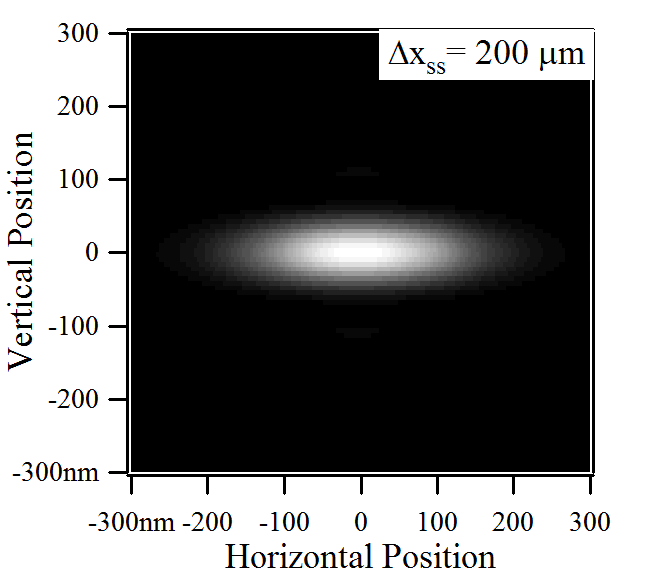 300
Δxss= 200 μm
200
100
0
-100
-200
-300nm
Vertical Position
-300nm -200 -100 0 100 200 300
Horizontal Position